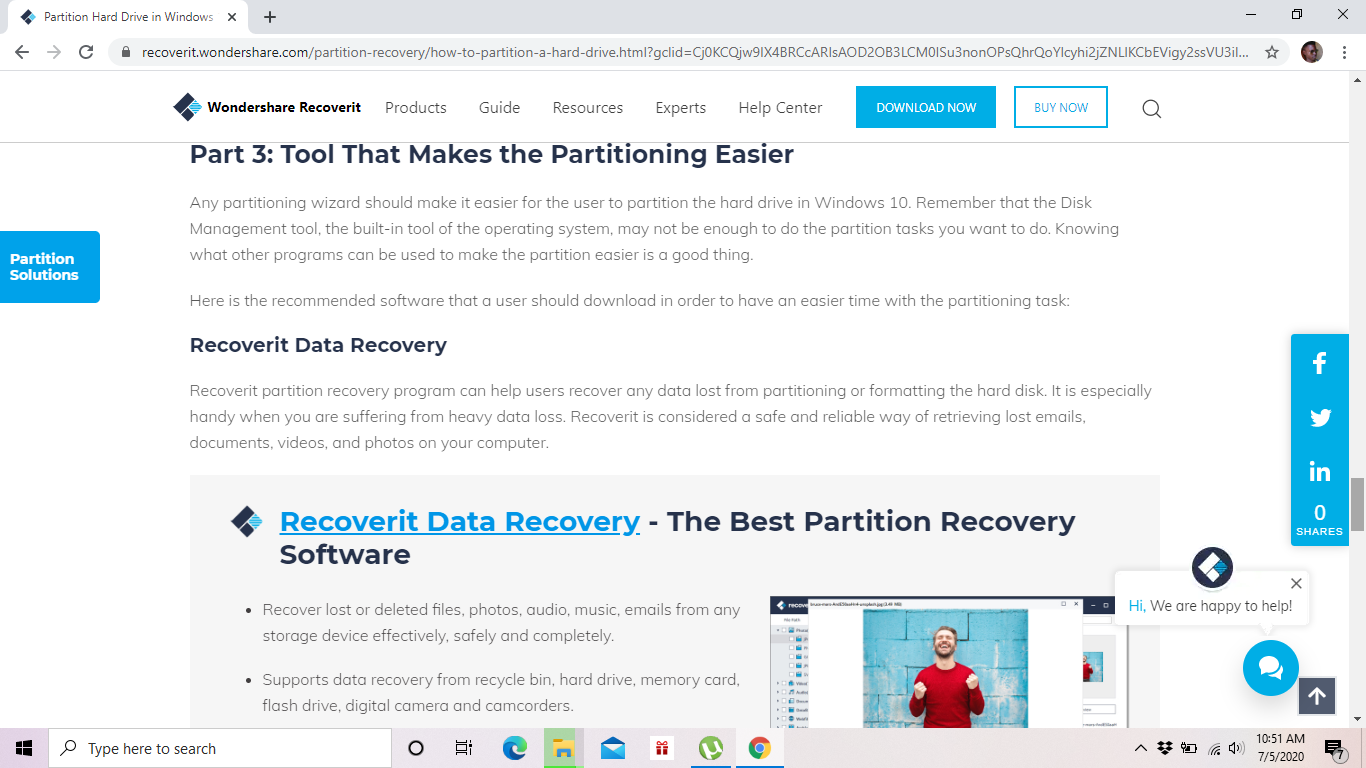 Partition Hard Drive in Windows
recoverit.wondershare.com/partition-recovery/how-to-partition-a-hard-drive.html?gclid=
Wondershare Recoverit
Products
Guide
Resources
Experts
Help Center
DOWNLOAD NOW
BUY NOW
Part 3: Tool That Makes the Partitioning Easier
Any partitioning wizard should make it easier for the user to partition the hard drive in Windows 10. Remember that the Disk
Management tool, the built-in tool of the operating system, may not be enough to do the partition tasks you want to do. Knowing
what other programs can be used to make the partition easier is a good thing.
Partition
Solutions
Here is the recommended software that a user should download in order to have an easier time with the partitioning task:
Recoverit Data Recovery
Recoverit partition recovery program can help users recover any data lost from partitioning or formatting the hard disk. It is especially
handy when you are suffering from heavy data loss. Recoverit is considered a safe and reliable way of retrieving lost emails,
documents, videos, and photos on your computer.
0
SHARES
Recoverit Data Recovery - The Best Partition Recovery
Software
Recover lost or deleted files, photos, audio, music, emails from any
storage device effectively, safely and completely.
Supports data recovery from recycle bin, hard drive, memory card,
flash drive, digital camera and camcorders.
Hi, We are happy to help!
Type here to search
10:51 AM
7/5/2020
7